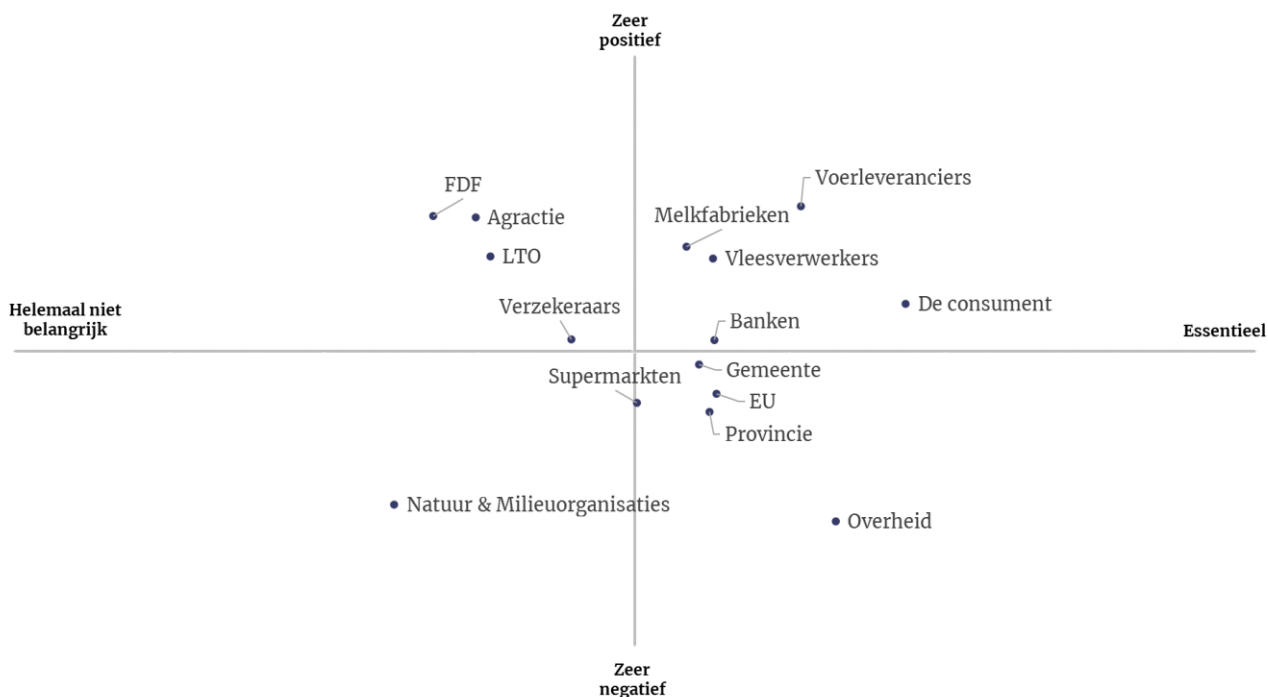 Zeer
positief
Voerleveranciers
FDF
Melkfabrieken
Agractie
LTO
Vleesverwerkers
De consument
Verzekeraars
Helemaal niet
belangrijk
Banken
Essentieel
Gemeente
Supermarkten
EU
Provincie
Natuur & Milieuorganisaties
Overheid
Zeer
negatief